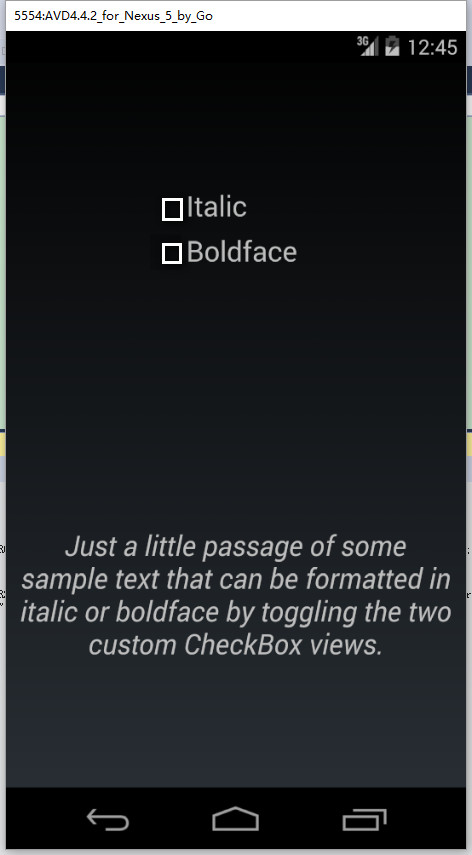 5554:AVD4.4.2_for_Nexus_5_by_Go
3G 12:45
Italic
Boldface
Just a little passage of some
sample text that can be formatted in
italic or boldface by toggling the two
custom CheckBox views.